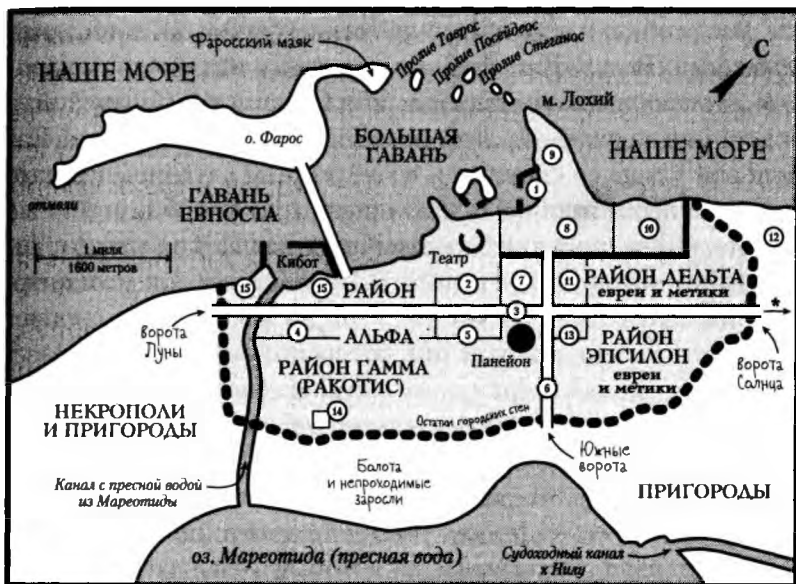 Фаросский маяк
Пролив Таврос
Пролив Посейдеос
Пролив Стеганос
С
НАШЕ МОРЕ
м. Лохий
о. Фарос
БОЛЬШАЯ
ГАВАНЬ
НАШЕ МОРЕ
9
1
отмели
ГАВАНЬ
ЕВНОСТА
8
10
12
1 миля
1600 метров
Кибот
Театр
15
15
РАЙОН
2
7
11
РАЙОН ДЕЛЬТА
евреи и метики
3
*
ворота
Луны
4
АЛЬФА
5
Панейон
13
РАЙОН
ЭПСИЛОН
евреи
и метики
ворота
Солнца
РАЙОН ГАММА
(РАКОТИС)
6
НЕКРОПОЛИ
И ПРИГОРОДЫ
14
Остатки городских стен
Южные
ворота
Канал с пресной водой
из Мареотиды
Болота
и непроходимые
заросли
ПРИГОРОДЫ
оз. Мареотида (пресная вода)
Судоходный канал
к Нилу